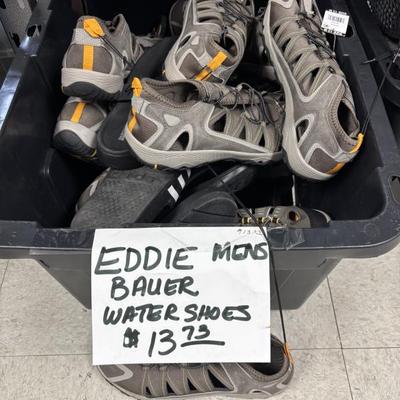 EDDIE MENS
BAUER
WATER SHOES
$13.73